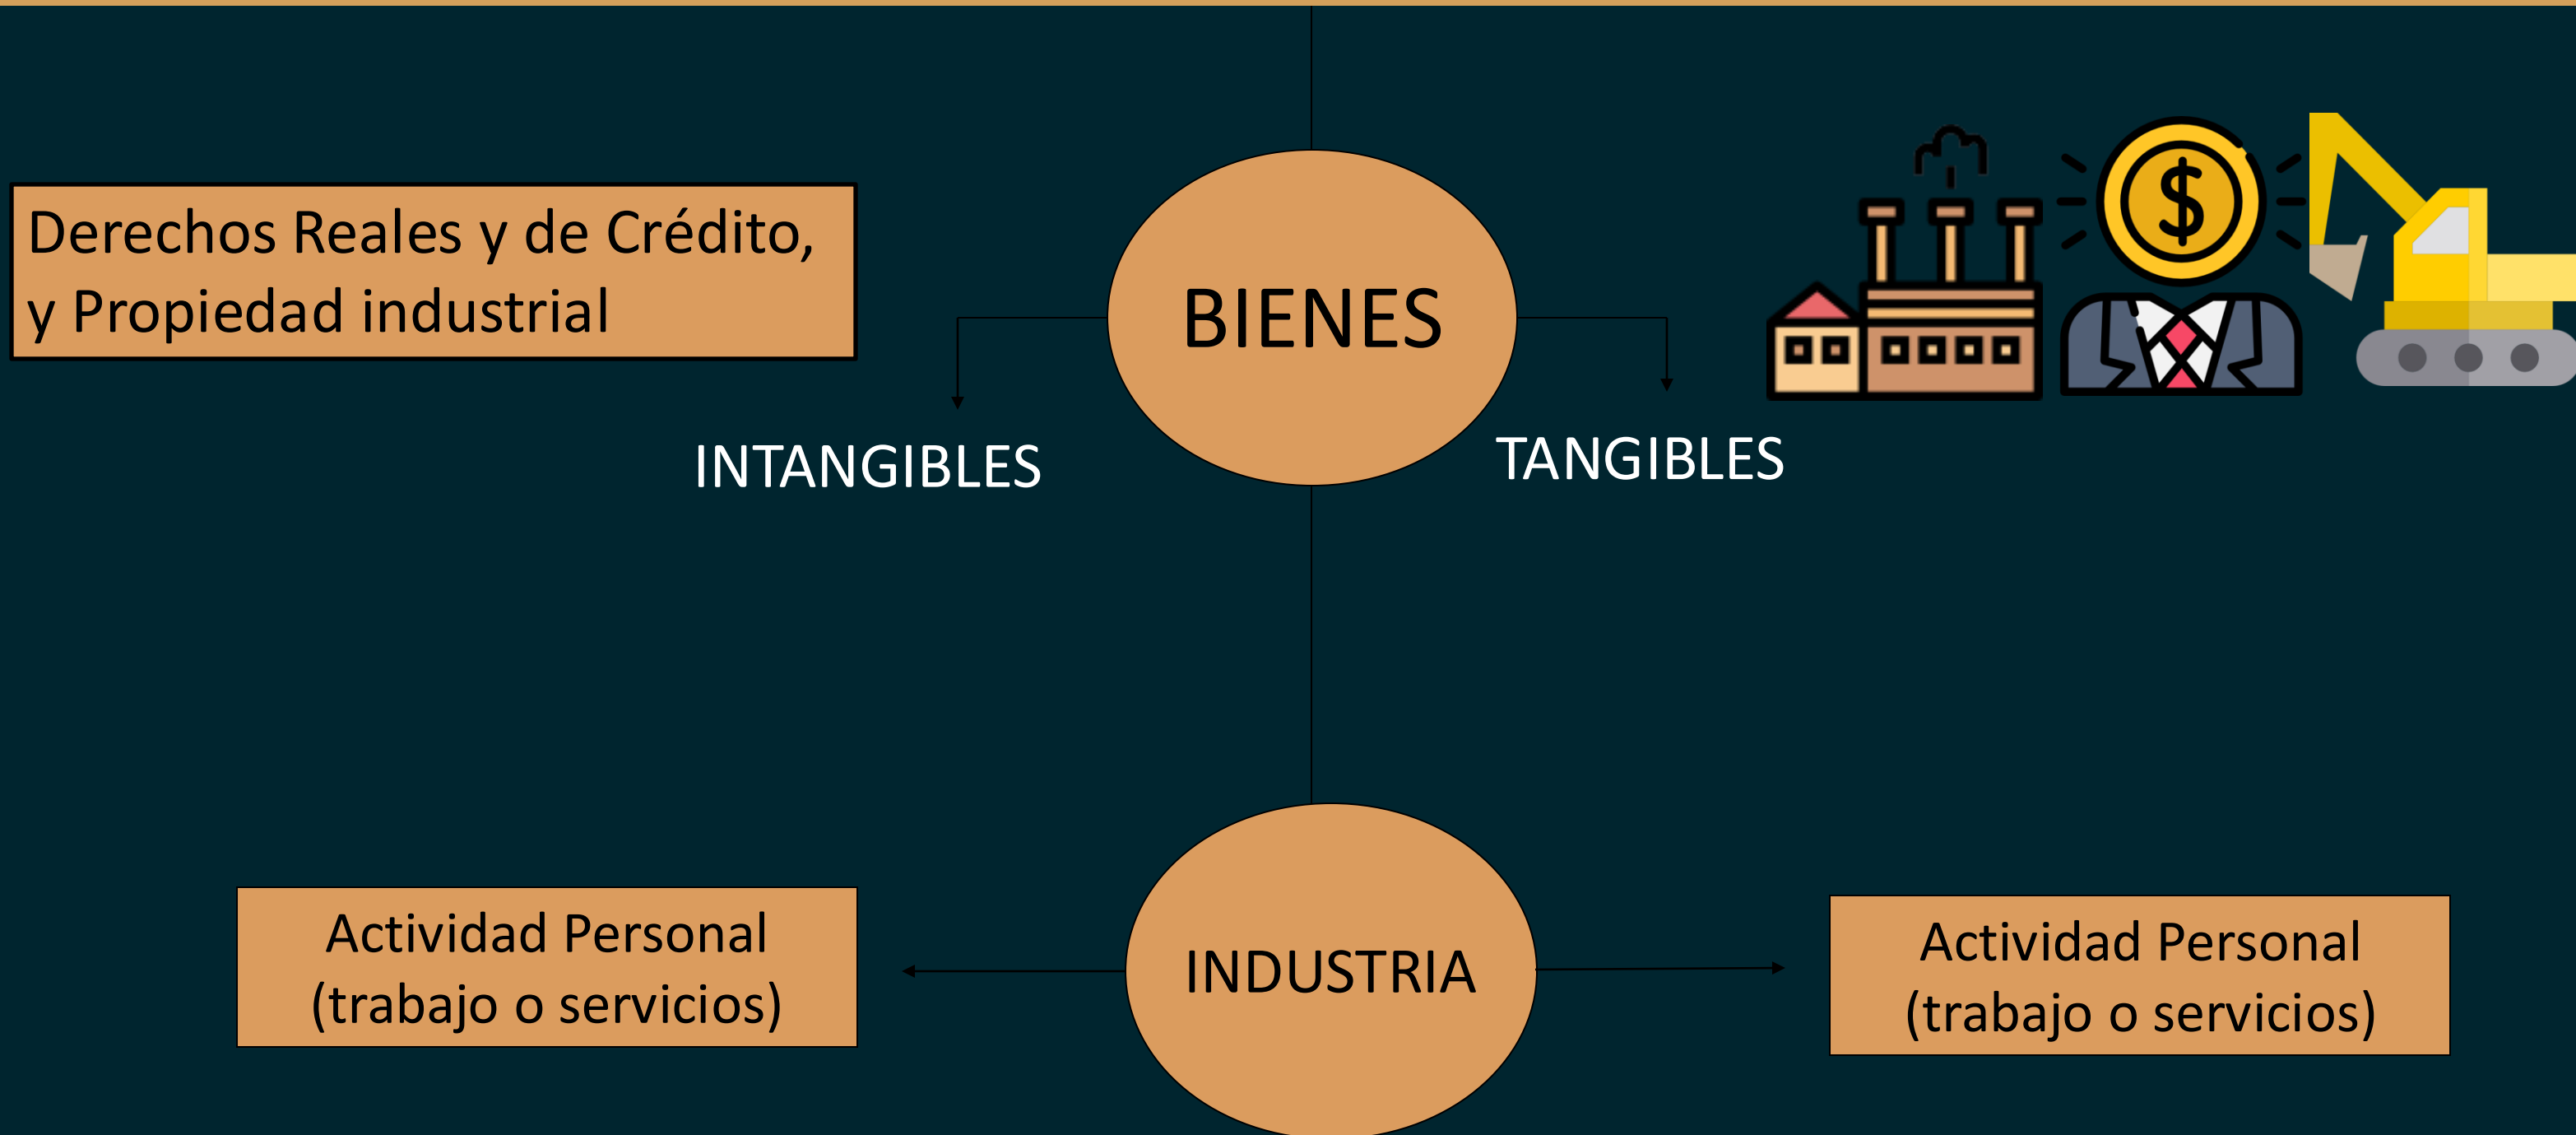 Derechos Reales y de Crédito,
y Propiedad industrial
BIENES
$
INTANGIBLES
TANGIBLES
Actividad Personal
(trabajo o servicios)
INDUSTRIA
Actividad Personal
(trabajo o servicios)